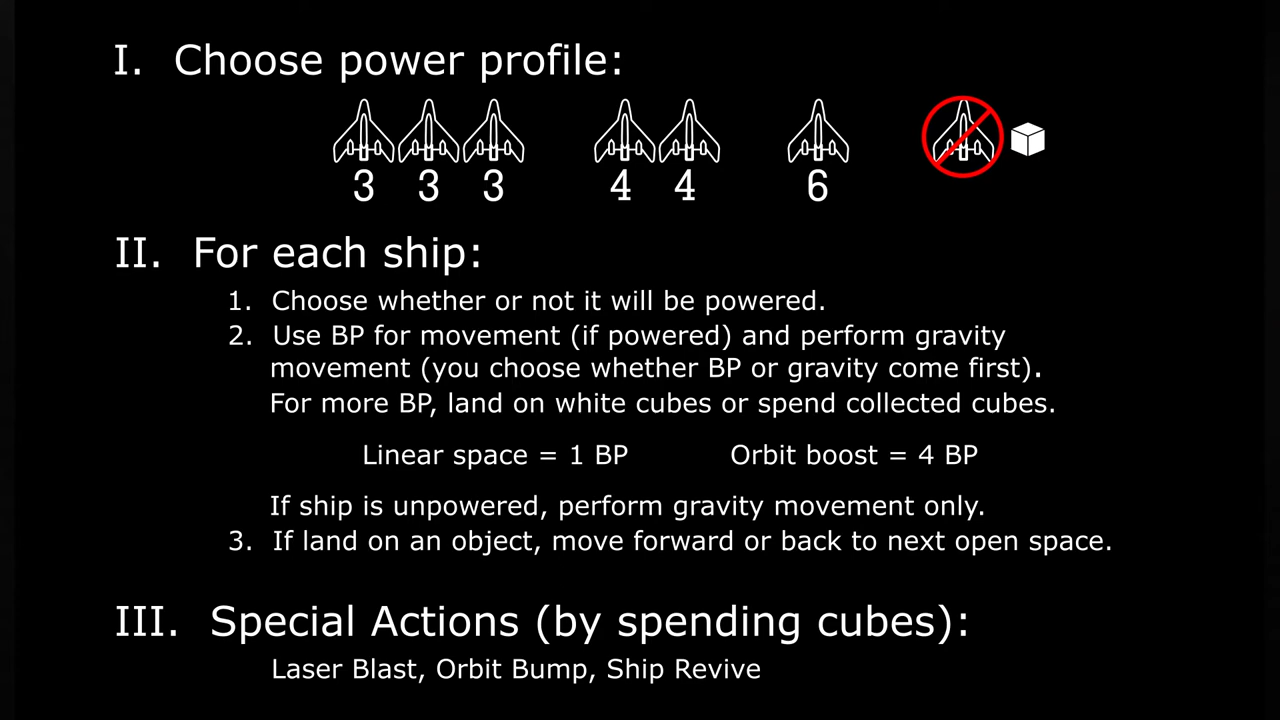 I. Choose power profile:
3 3 3 4 4 6
II. For each ship:
1. Choose whether or not it will be powered.
2. Use BP for movement (if powered) and perform gravity
movement (you choose whether BP or gravity come first).
For more BP, land on white cubes or spend collected cubes.
Linear space = 1 BP Orbit boost = 4 BP
If ship is unpowered, perform gravity movement only.
3. If land on an object, move forward or back to next open space.
III. Special Actions (by spending cubes):
Laser Blast, Orbit Bump, Ship Revive